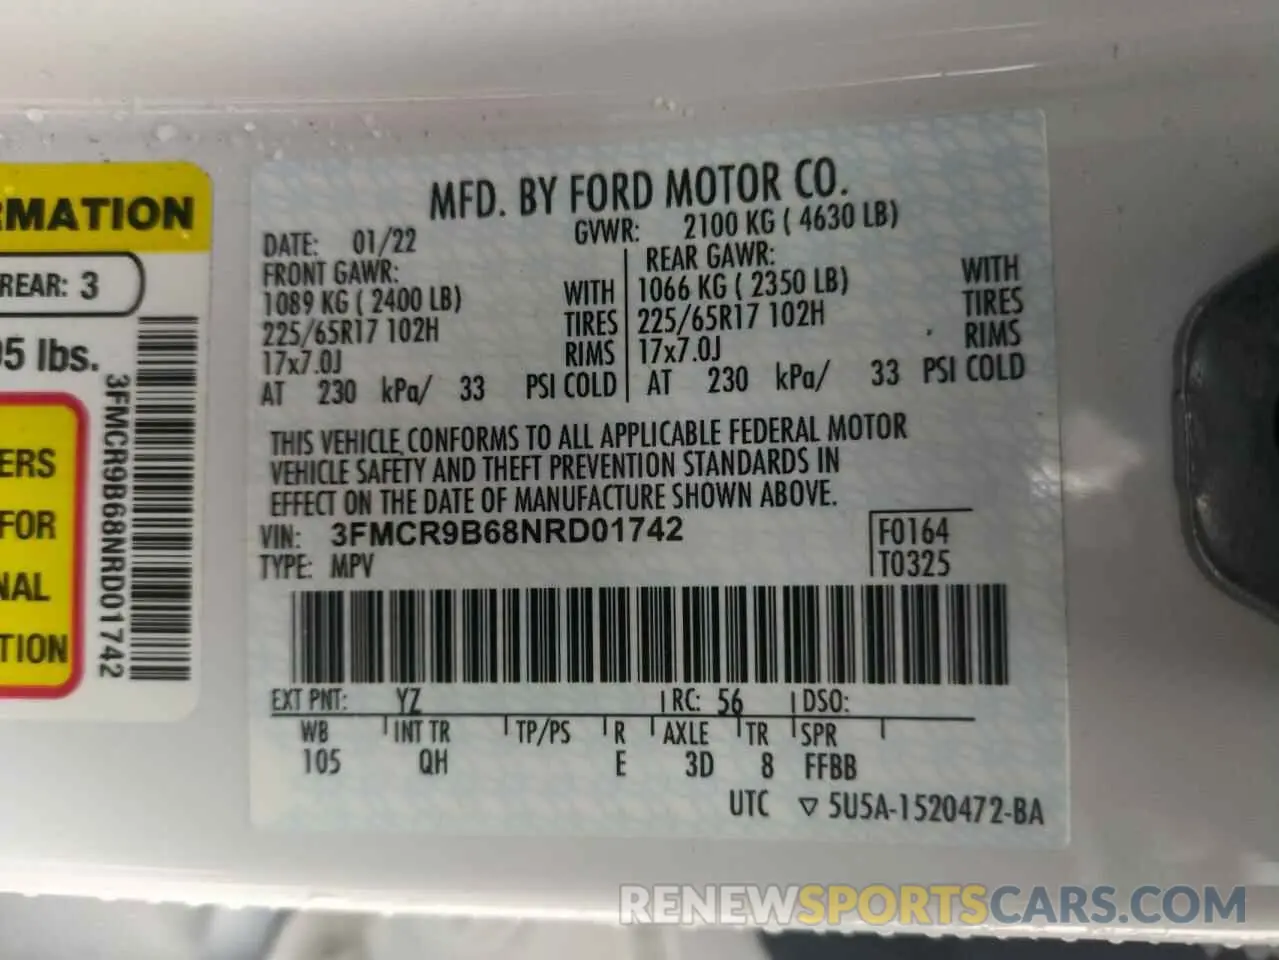 RMATION
REAR: 3
05 lbs.
ERS
FOR
NAL
TION
3FMCR9B68NRD01742
MFD. BY FORD MOTOR CO.
DATE: 01/22 GVWR: 2100 KG ( 4630 LB)
FRONT GAWR: REAR GAWR:
1089 KG ( 2400 LB) WITH 1066 KG ( 2350 LB) WITH
225/65R17 102H TIRES 225/65R17 102H TIRES
17x7.0J RIMS 17x7.0J RIMS
AT 230 kPa/ 33 PSI COLD AT 230 kPa/ 33 PSI COLD
THIS VEHICLE CONFORMS TO ALL APPLICABLE FEDERAL MOTOR
VEHICLE SAFETY AND THEFT PREVENTION STANDARDS IN
EFFECT ON THE DATE OF MANUFACTURE SHOWN ABOVE.
VIN: 3FMCR9B68NRD01742 F0164
TYPE: MPV T0325
EXT PNT: YZ RC: 56 DSO:
WB INT TR TP/PS R AXLE TR SPR
105 QH E 3D 8 FFBB
UTC ▽ 5U5A-1520472-BA
RENEWSPORTSCARS.COM